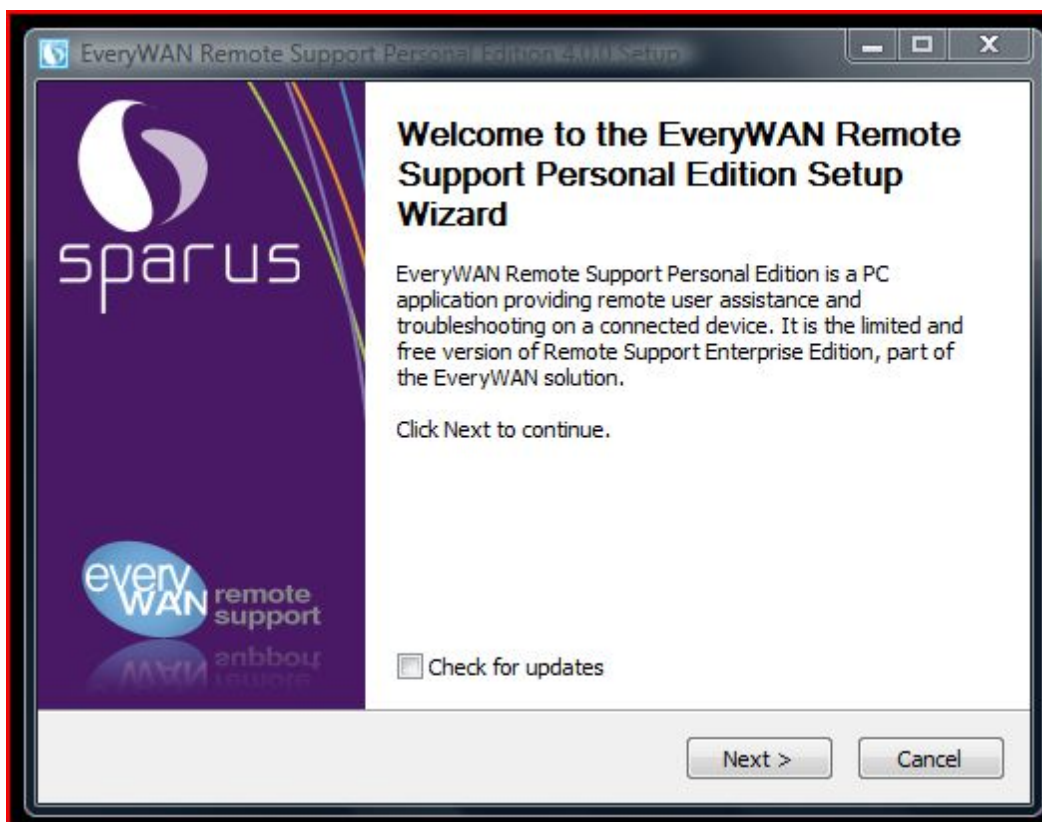 EveryWAN Remote Support Personal Edition 4.0.0 Setup
sparus
Welcome to the EveryWAN Remote
Support Personal Edition Setup
Wizard
EveryWAN Remote Support Personal Edition is a PC
application providing remote user assistance and
troubleshooting on a connected device. It is the limited and
free version of Remote Support Enterprise Edition, part of
the EveryWAN solution.
Click Next to continue.
every
WAN
remote
support
Check for updates
Next >
Cancel